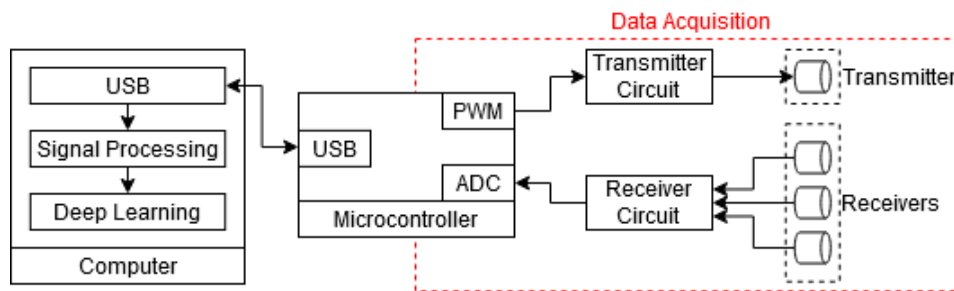 Data Acquisition
USB
Signal Processing
Deep Learning
Computer
USB
PWM
ADC
Microcontroller
Transmitter
Circuit
Transmitter
Receiver
Circuit
Receivers